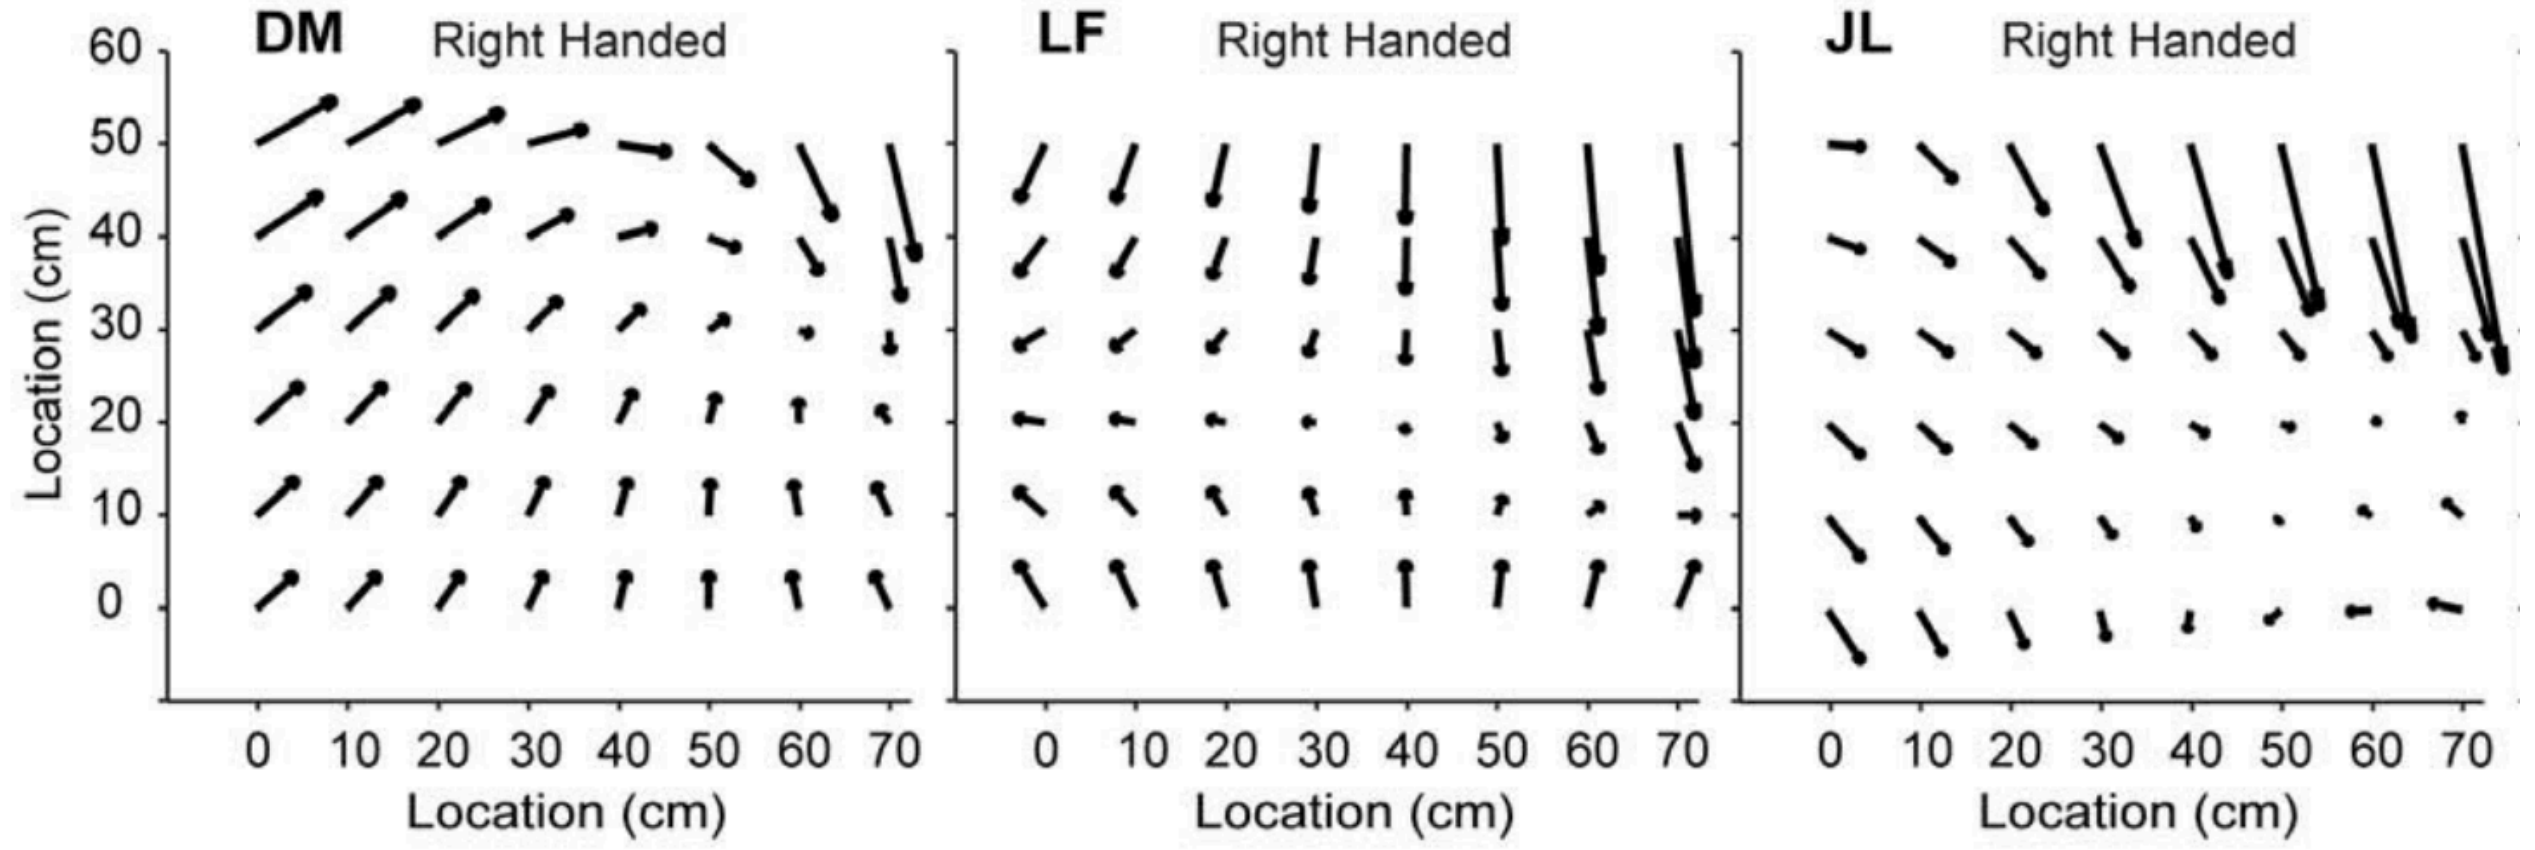 DM Right Handed
LF Right Handed
JL Right Handed
Location (cm)
60
50
40
30
20
10
0
0 10 20 30 40 50 60 70
0 10 20 30 40 50 60 70
0 10 20 30 40 50 60 70
Location (cm)
Location (cm)
Location (cm)